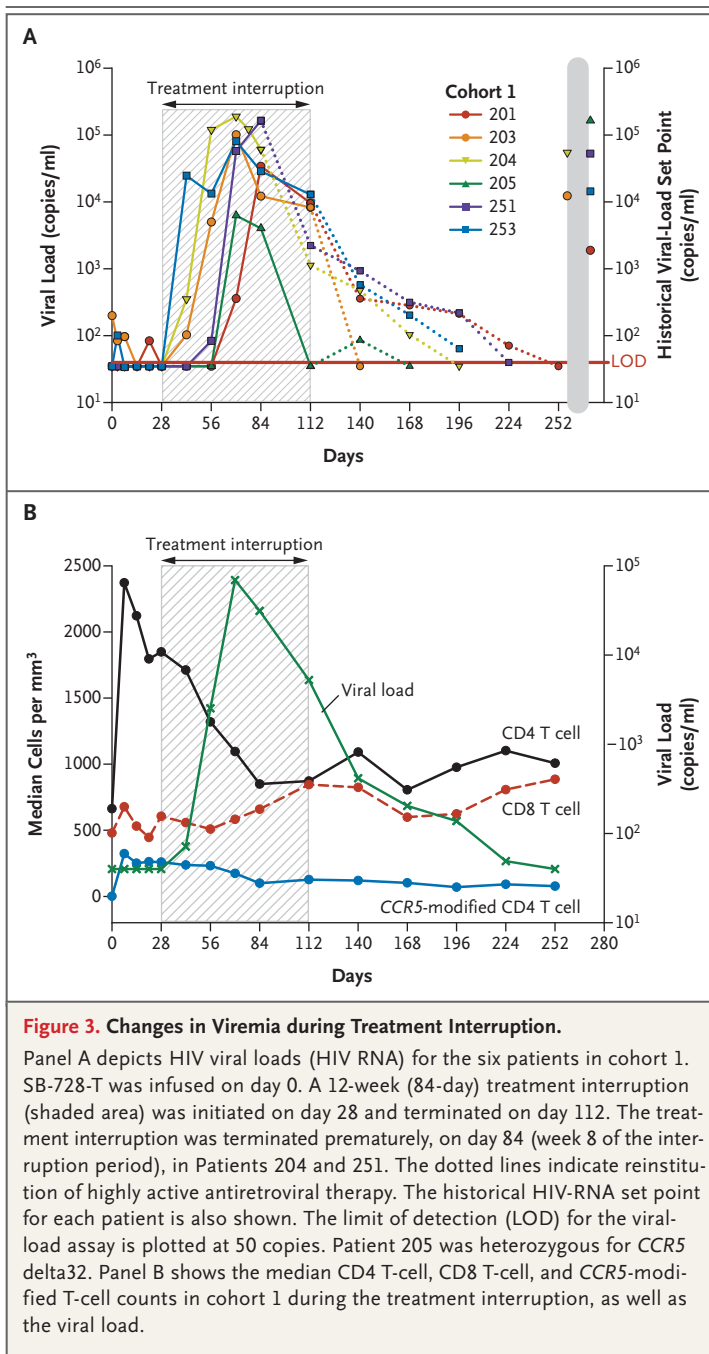 A
Treatment interruption
Cohort 1
201
203
204
205
251
253
Viral Load (copies/ml)
10⁶
10⁵
10⁴
10³
10²
10¹
0
28
56
84
112
140
168
196
224
252
Days
10⁶
10⁵
10⁴
10³
10²
10¹
LOD
Historical Viral-Load Set Point
(copies/ml)
B
Treatment interruption
Median Cells per mm³
2500
2000
1500
1000
500
0
Viral load
CD4 T cell
CD8 T cell
CCR5-modified CD4 T cell
10⁵
10⁴
10³
10²
10¹
Viral Load
(copies/ml)
0
28
56
84
112
140
168
196
224
252
280
Days
Figure 3. Changes in Viremia during Treatment Interruption.
Panel A depicts HIV viral loads (HIV RNA) for the six patients in cohort 1.
SB-728-T was infused on day 0. A 12-week (84-day) treatment interruption
(shaded area) was initiated on day 28 and terminated on day 112. The treat-
ment interruption was terminated prematurely, on day 84 (week 8 of the inter-
ruption period), in Patients 204 and 251. The dotted lines indicate reinstitu-
tion of highly active antiretroviral therapy. The historical HIV-RNA set point
for each patient is also shown. The limit of detection (LOD) for the viral-
load assay is plotted at 50 copies. Patient 205 was heterozygous for CCR5
delta32. Panel B shows the median CD4 T-cell, CD8 T-cell, and CCR5-modi-
fied T-cell counts in cohort 1 during the treatment interruption, as well as
the viral load.